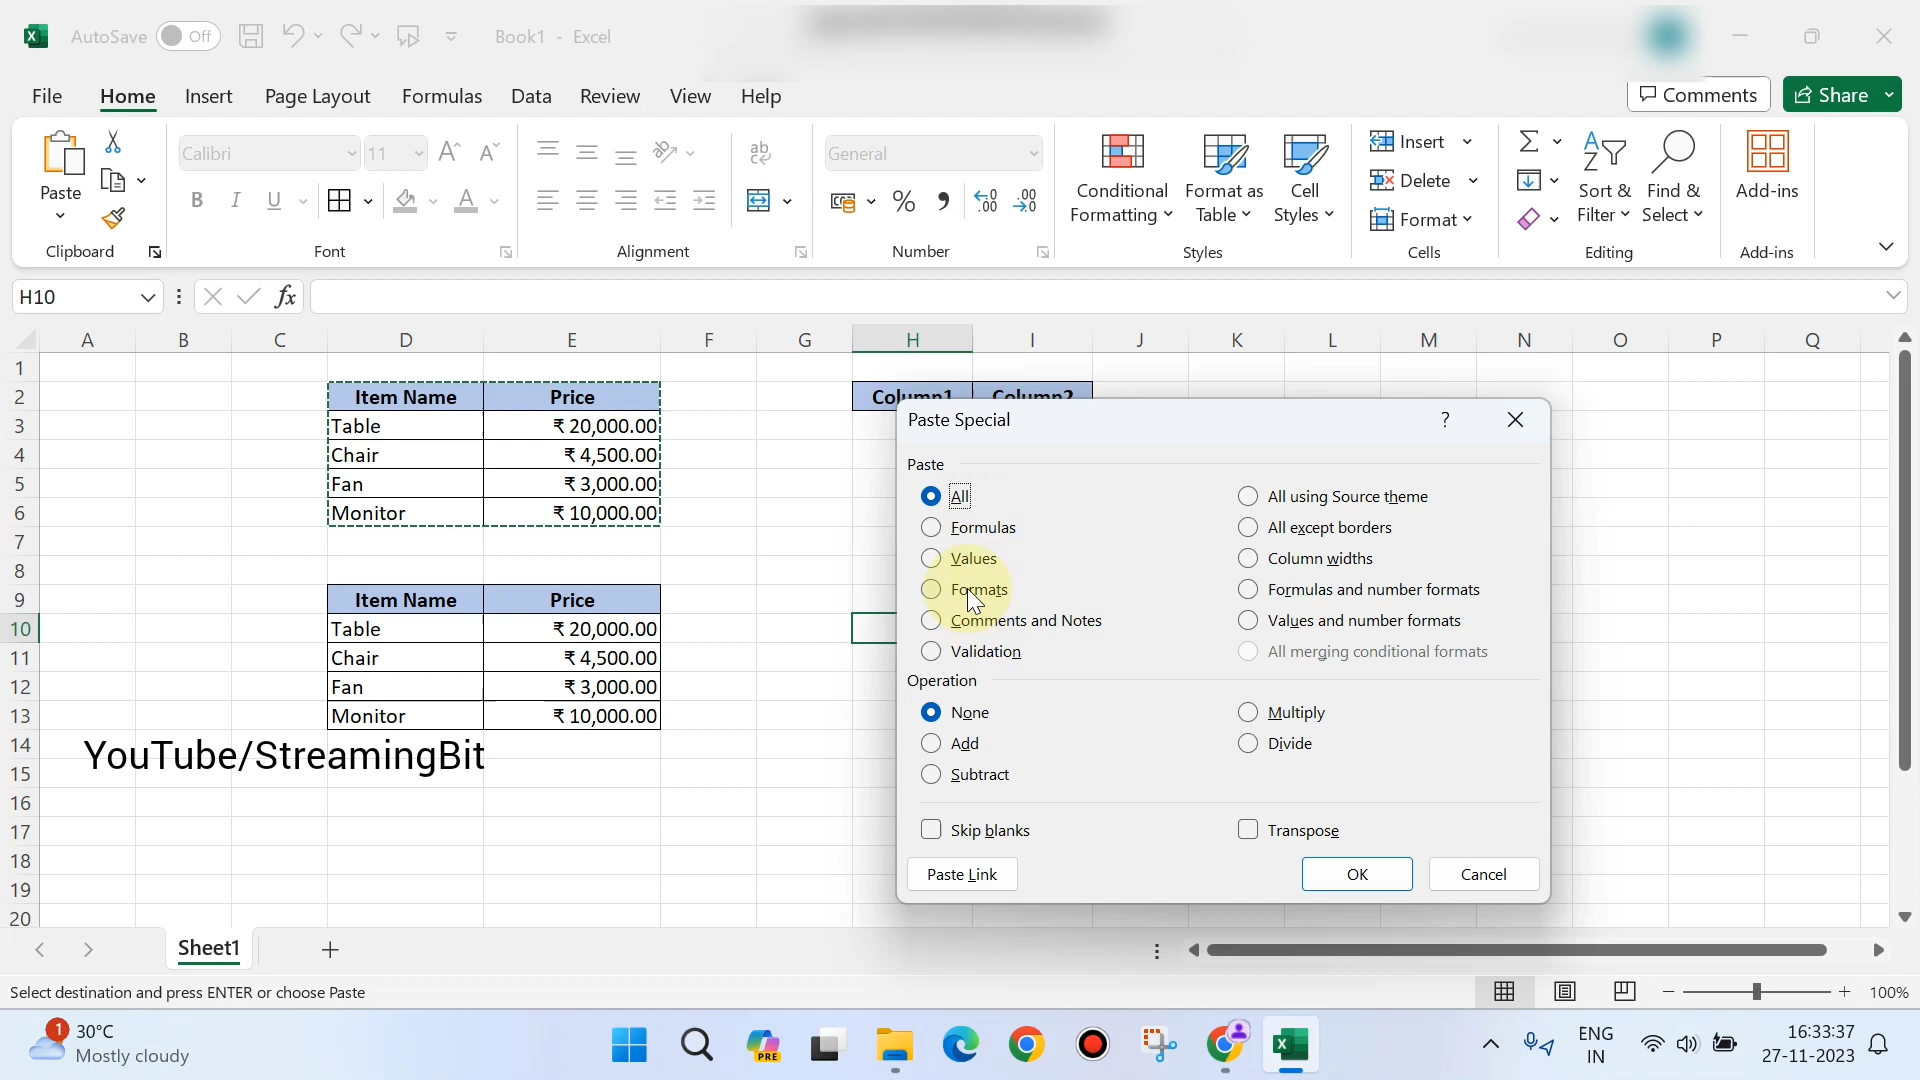 AutoSave Off Book1 - Excel
File Home Insert Page Layout Formulas Data Review View Help Comments Share
Paste
Clipboard
Calibri 11
B I U A
Font
ab
Alignment
General
% , .00 .00
Number
Conditional Formatting
Format as Table
Cell Styles
Styles
Insert
Delete
Format
Cells
Sort & Filter
Find & Select
Editing
Add-ins
Add-ins
H10 fx
A B C D E F G H I J K L M N O P Q
1
2 Item Name Price Column1 Column2
3 Table ₹ 20,000.00
4 Chair ₹ 4,500.00
5 Fan ₹ 3,000.00
6 Monitor ₹ 10,000.00
7
8
9 Item Name Price
10 Table ₹ 20,000.00
11 Chair ₹ 4,500.00
12 Fan ₹ 3,000.00
13 Monitor ₹ 10,000.00
14
YouTube/StreamingBit
15
16
17
18
19
20
Paste Special ?
Paste
All All using Source theme
Formulas All except borders
Values Column widths
Formats Formulas and number formats
Comments and Notes Values and number formats
Validation All merging conditional formats
Operation
None Multiply
Add Divide
Subtract
Skip blanks Transpose
Paste Link OK Cancel
Sheet1
Select destination and press ENTER or choose Paste 100%
1 30°C
Mostly cloudy
PRE
ENG
IN
16:33:37
27-11-2023